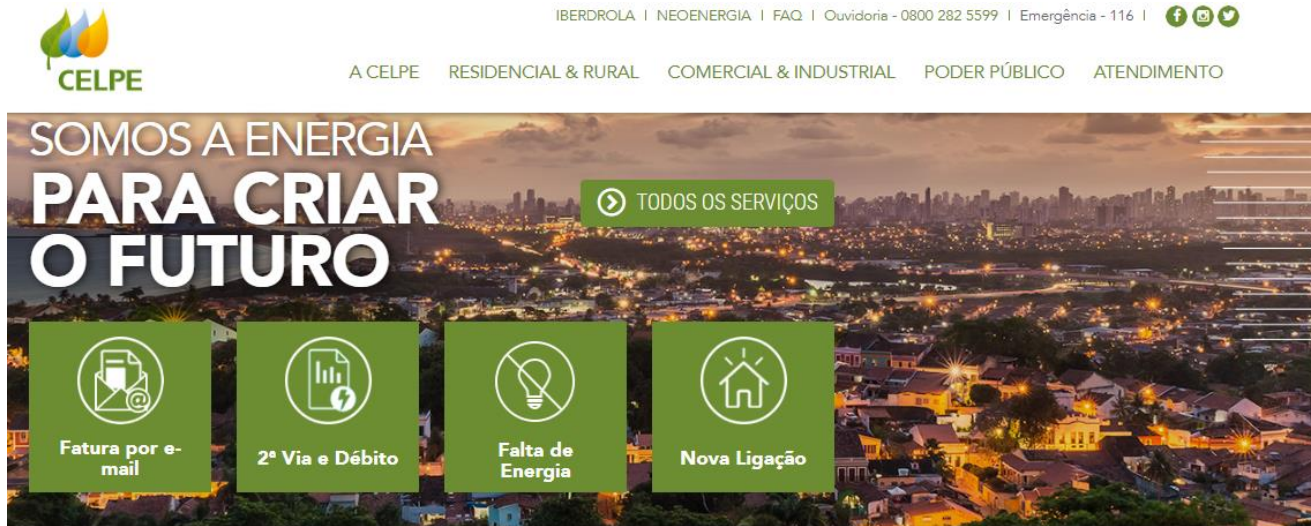 IBERDROLA | NEOENERGIA | FAQ | Ouvidoria - 0800 282 5599 | Emergência - 116 |
CELPE
A CELPE RESIDENCIAL & RURAL COMERCIAL & INDUSTRIAL PODER PÚBLICO ATENDIMENTO
SOMOS A ENERGIA
PARA CRIAR
O FUTURO
TODOS OS SERVIÇOS
Fatura por e-
mail
2ª Via e Débito
Falta de
Energia
Nova Ligação